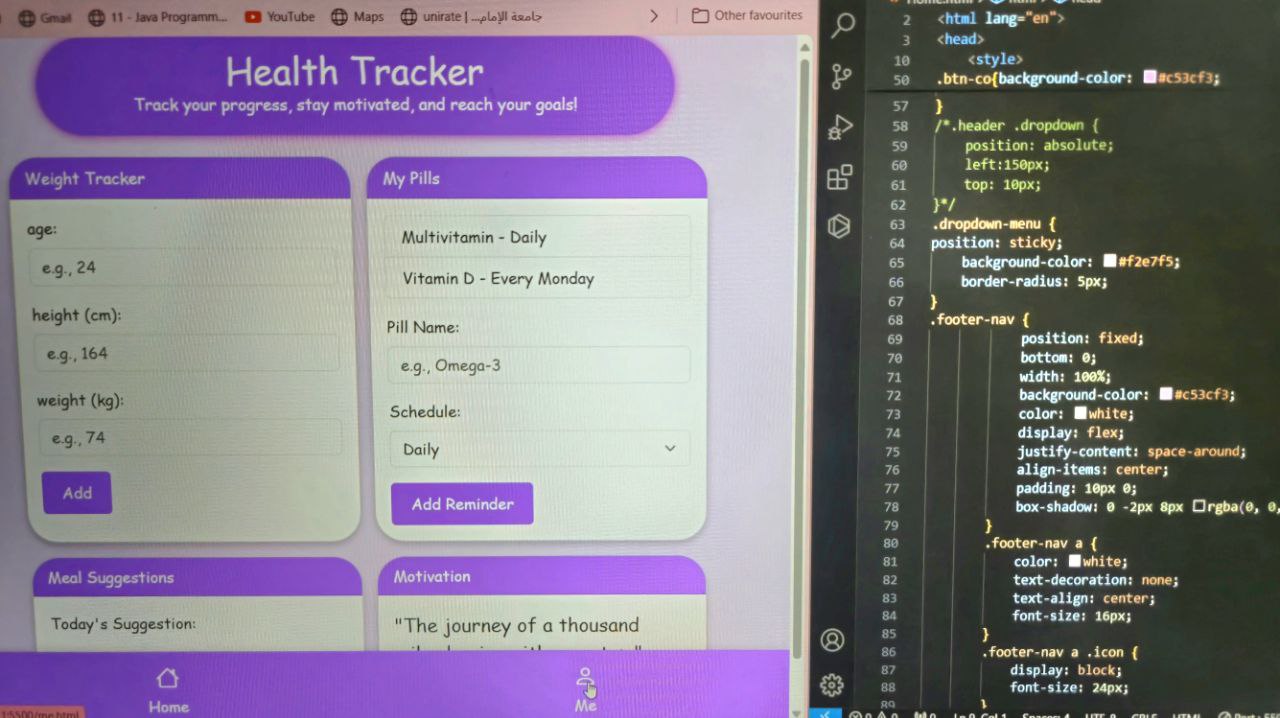 Gmail
11 - Java Programm...
YouTube
Maps
unirate | ...جامعة الإمام
Other favourites
Health Tracker
Track your progress, stay motivated, and reach your goals!
Weight Tracker
age:
e.g., 24
height (cm):
e.g., 164
weight (kg):
e.g., 74
Add
My Pills
Multivitamin - Daily
Vitamin D - Every Monday
Pill Name:
e.g., Omega-3
Schedule:
Daily
Add Reminder
Meal Suggestions
Today's Suggestion:
Motivation
"The journey of a thousand
Home
Me
:5500/me.html
2 <html lang="en">
3 <head>
10 <style>
50 .btn-co{background-color: #c53cf3;
57 }
58 /*.header .dropdown {
59 position: absolute;
60 left:150px;
61 top: 10px;
62 }*/
63 .dropdown-menu {
64 position: sticky;
65 background-color: #f2e7f5;
66 border-radius: 5px;
67 }
68 .footer-nav {
69 position: fixed;
70 bottom: 0;
71 width: 100%;
72 background-color: #c53cf3;
73 color: white;
74 display: flex;
75 justify-content: space-around;
76 align-items: center;
77 padding: 10px 0;
78 box-shadow: 0 -2px 8px rgba(0, 0,
79 }
80 .footer-nav a {
81 color: white;
82 text-decoration: none;
83 text-align: center;
84 font-size: 16px;
85 }
86 .footer-nav a .icon {
87 display: block;
88 font-size: 24px;
89 }